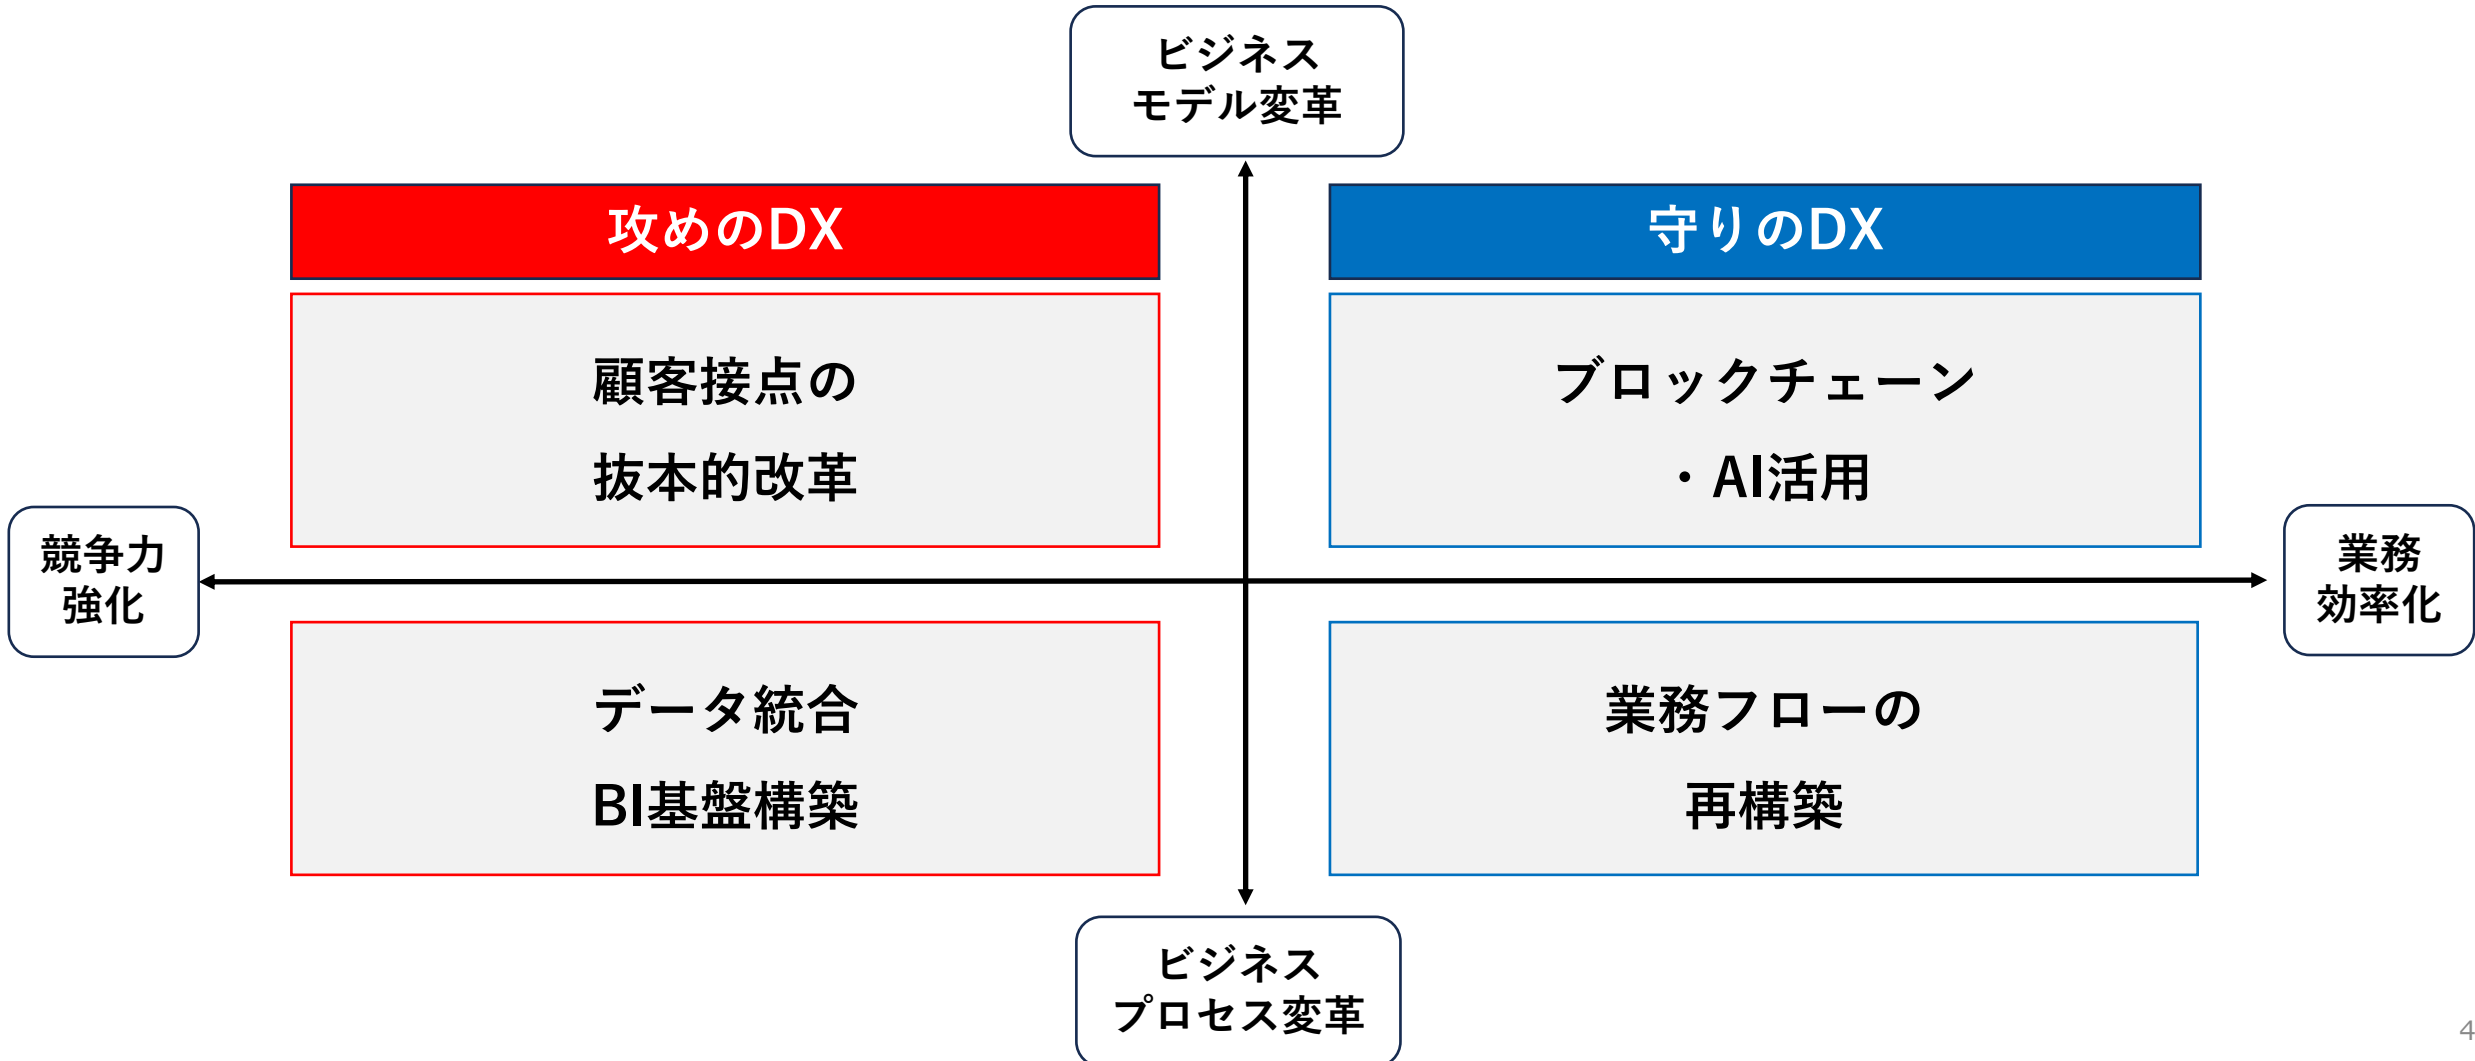 ビジネス
モデル変革
攻めのDX
守りのDX
顧客接点の
抜本的改革
ブロックチェーン
・AI活用
競争力
強化
業務
効率化
データ統合
BI基盤構築
業務フローの
再構築
ビジネス
プロセス変革
4